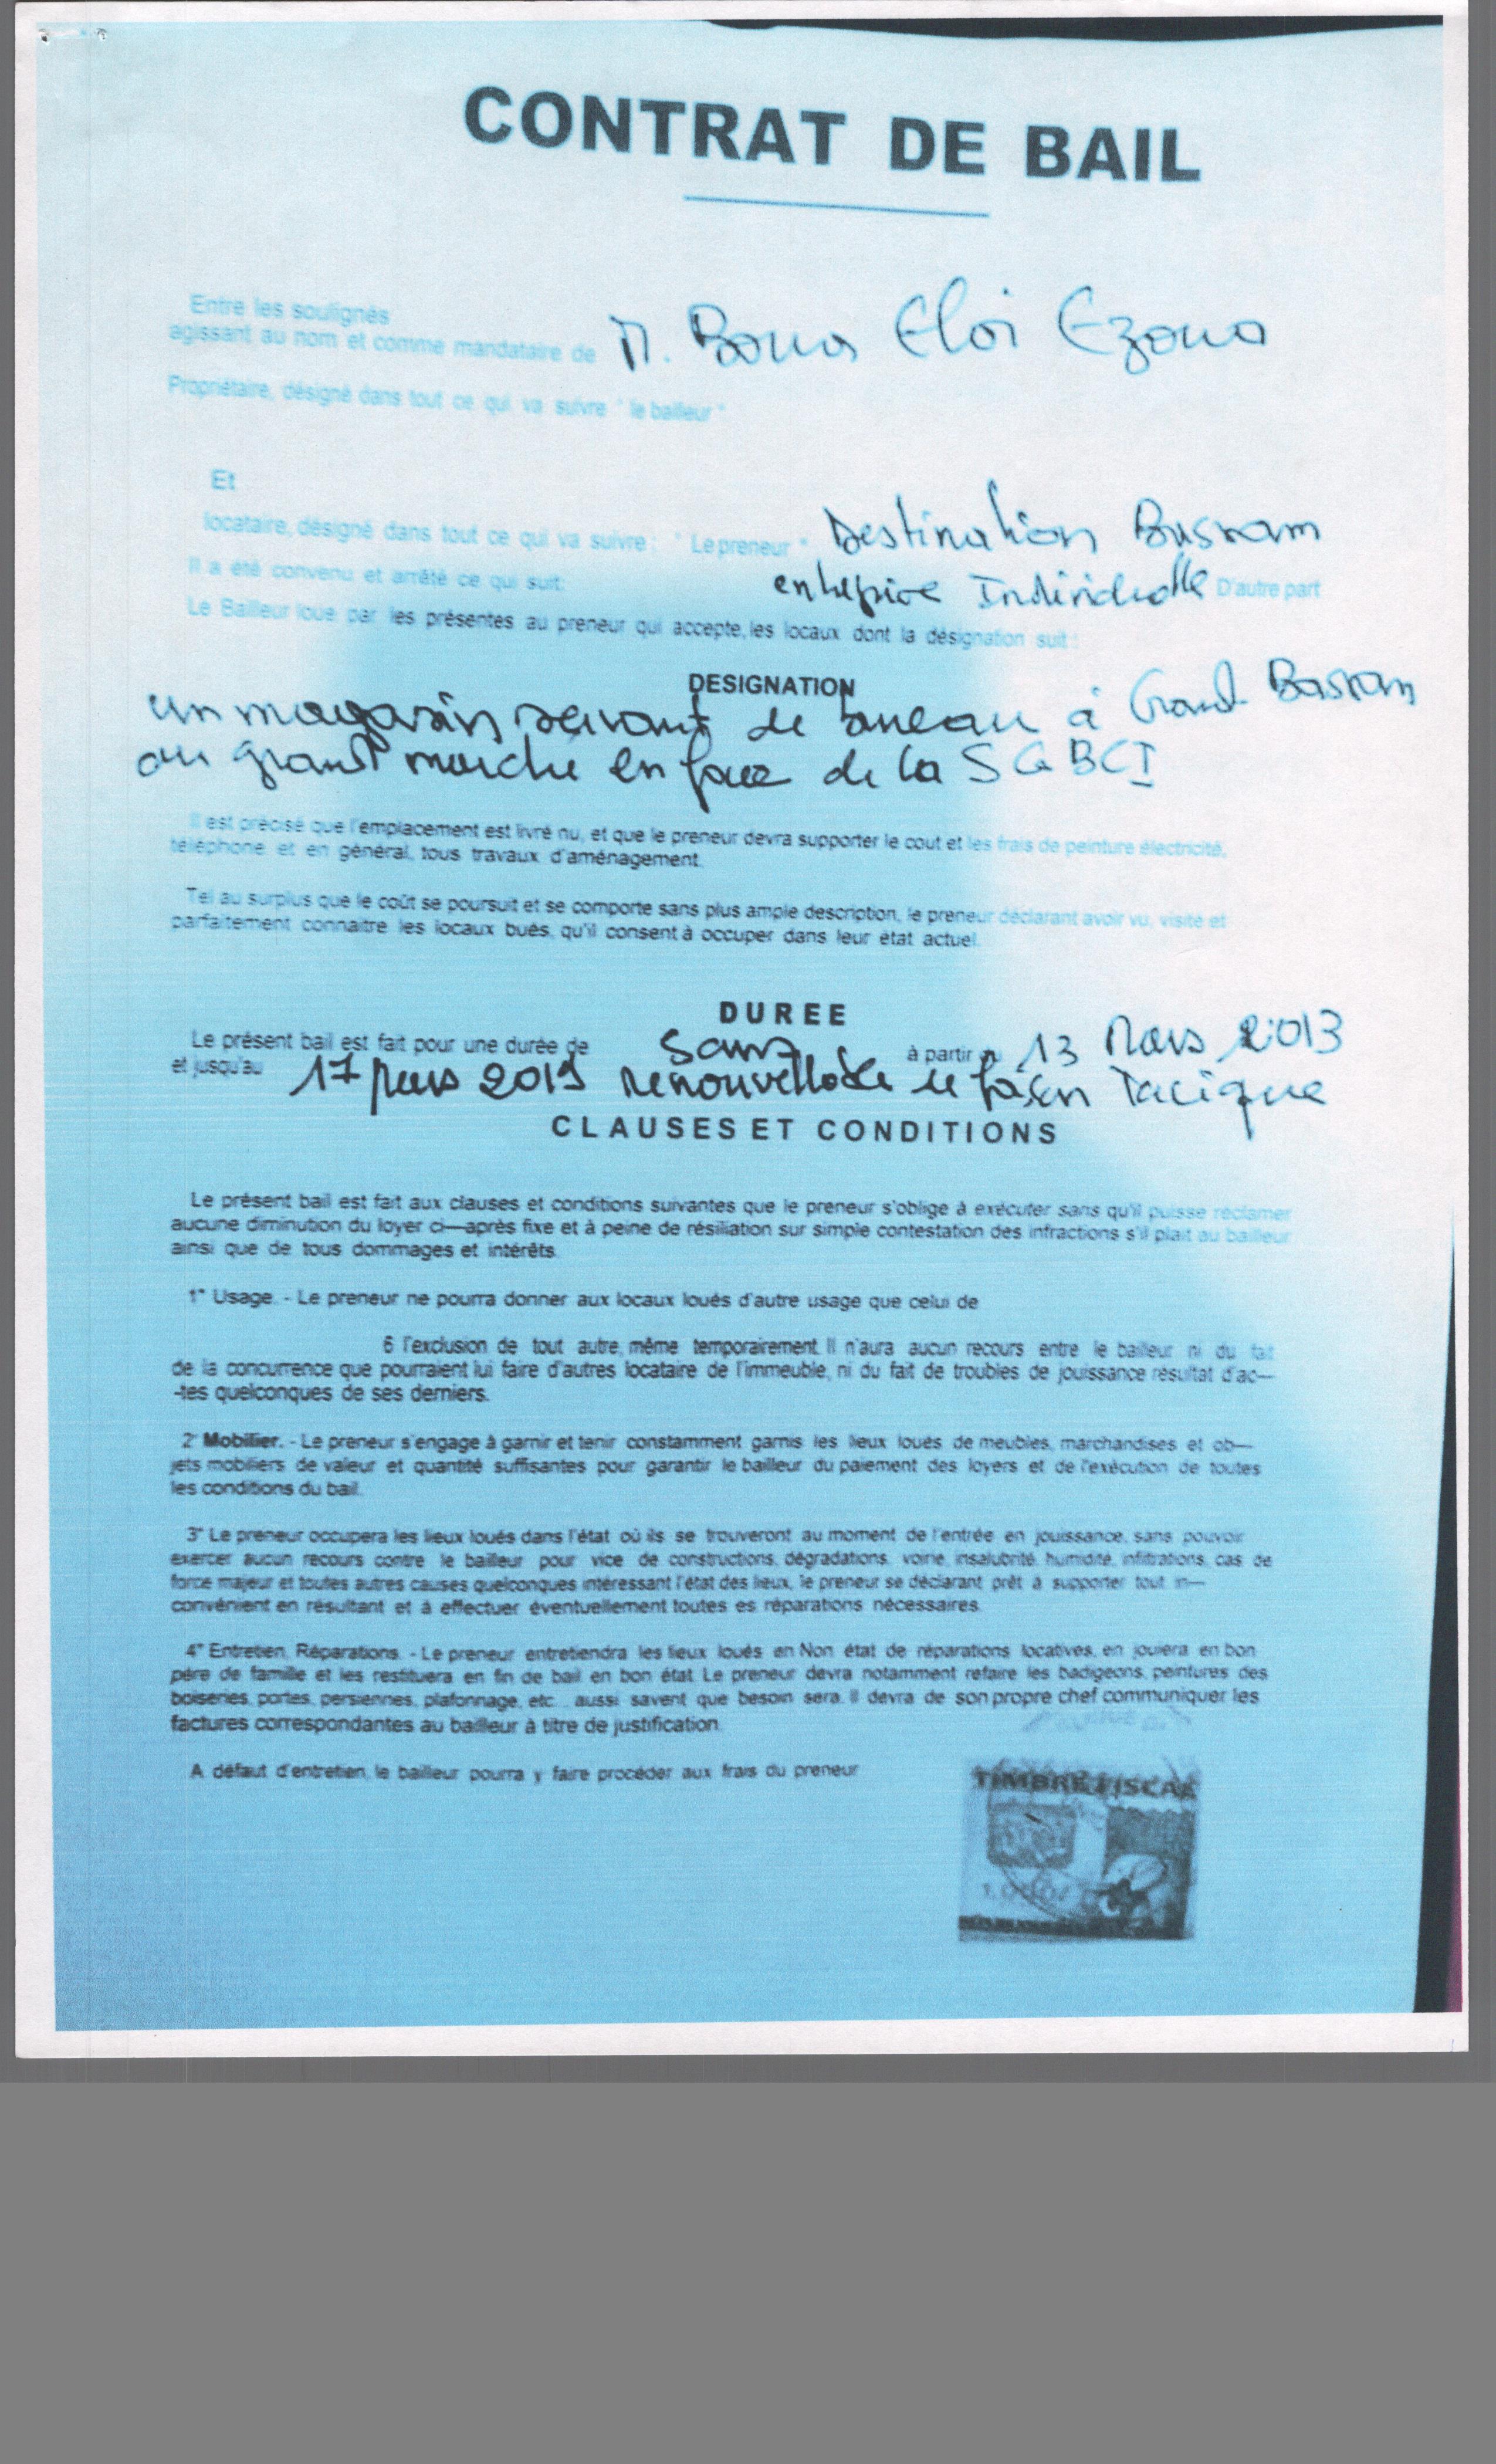 CONTRAT DE BAIL
Entre les soulignés
agissant au nom et comme mandataire de M. Boua Eloi Ezoua
Propriétaire, désigné dans tout ce qui va suivre " le bailleur "
Et
locataire, désigné dans tout ce qui va suivre : " Le preneur " Destination Bassam
Il a été convenu et arrêté ce qui suit: entreprise Individuelle D'autre part
Le Bailleur loue par les présentes au preneur qui accepte, les locaux dont la désignation suit :
DESIGNATION
un magasin servant de bureau à Grand Bassam
au grand marché en face de la SGBCI
Il est précisé que l'emplacement est livré nu, et que le preneur devra supporter le cout et les frais de peinture électricité,
téléphone et en général, tous travaux d'aménagement.
Tel au surplus que le coût se poursuit et se comporte sans plus ample description, le preneur déclarant avoir vu, visité et
parfaitement connaitre les locaux bués, qu'il consent à occuper dans leur état actuel.
DUREE
Le présent bail est fait pour une durée de à partir 13 Mars 2013
et jusqu'au 17 mars 2019 renouvellable façon Tacique
CLAUSES ET CONDITIONS
Le présent bail est fait aux clauses et conditions suivantes que le preneur s'oblige à exécuter sans qu'il puisse réclamer
aucune diminution du loyer ci—après fixe et à peine de résiliation sur simple contestation des infractions s'il plait au bailleur
ainsi que de tous dommages et intérêts.
1° Usage. - Le preneur ne pourra donner aux locaux loués d'autre usage que celui de
6 l'exclusion de tout autre, même temporairement. Il n'aura aucun recours entre le bailleur ni du fait
de la concurrence que pourraient lui faire d'autres locataire de l'immeuble, ni du fait de troubles de jouissance résultat d'ac—
-tes quelconques de ses derniers.
2° Mobilier. - Le preneur s'engage à garnir et tenir constamment garnis les lieux loués de meubles, marchandises et ob—
jets mobiliers de valeur et quantité suffisantes pour garantir le bailleur du paiement des loyers et de l'exécution de toutes
les conditions du bail.
3° Le preneur occupera les lieux loués dans l'état où ils se trouveront au moment de l'entrée en jouissance, sans pouvoir
exercer aucun recours contre le bailleur pour vice de constructions, dégradations, voirie, insalubrité, humidité, infiltrations, cas de
force majeur et toutes autres causes quelconques intéressant l'état des lieux, le preneur se déclarant prêt à supporter tout in—
convénient en résultant et à effectuer éventuellement toutes es réparations nécessaires.
4° Entretien, Réparations. - Le preneur entretiendra les lieux loués en Non état de réparations locatives, en jouiera en bon
père de famille et les restituera en fin de bail en bon état. Le preneur devra notamment refaire les badigeons, peintures des
boiseries, portes, persiennes, plafonnage, etc... aussi savent que besoin sera. Il devra de son propre chef communiquer les
factures correspondantes au bailleur à titre de justification.
A défaut d'entretien, le bailleur pourra y faire procéder aux frais du preneur
TIMBRE FISCAL